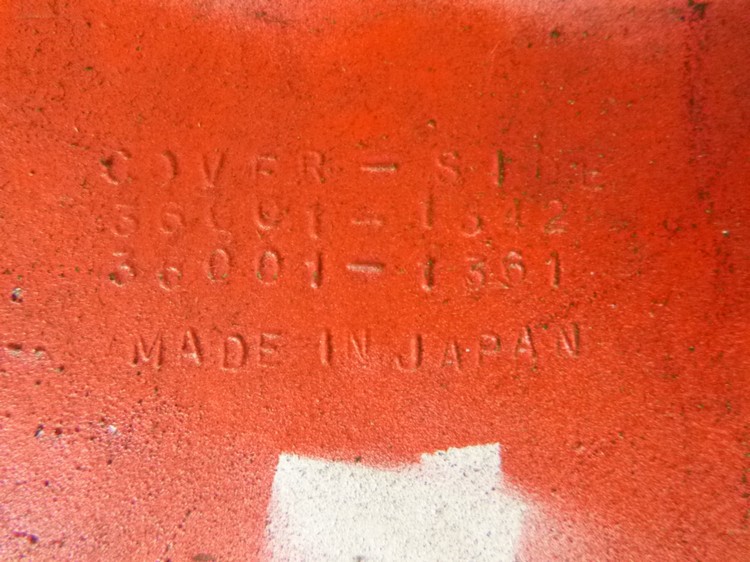 COVER-SIDE
36001-1342
36001-1361
MADE IN JAPAN